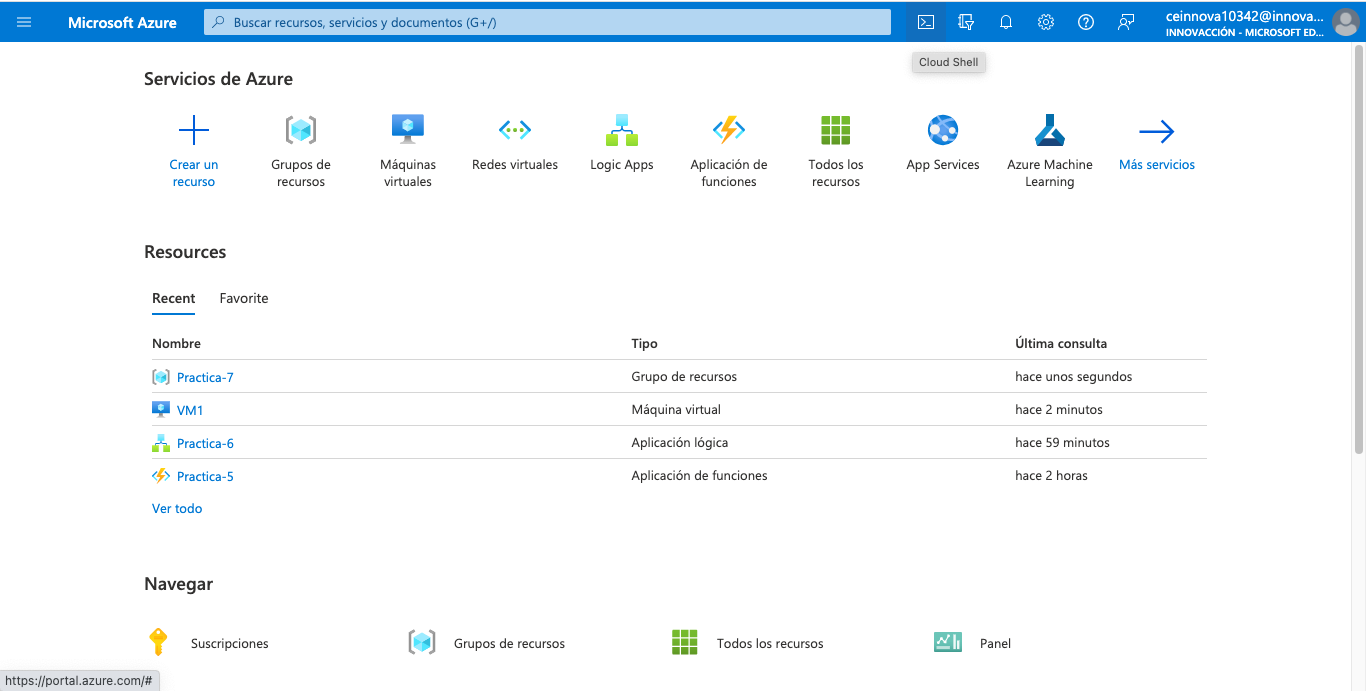 Microsoft Azure
Buscar recursos, servicios y documentos (G+/)
ceinnova10342@innova...
INNOVACCIÓN - MICROSOFT ED...
Cloud Shell
Servicios de Azure
Crear un
recurso
Grupos de
recursos
Máquinas
virtuales
Redes virtuales
Logic Apps
Aplicación de
funciones
Todos los
recursos
App Services
Azure Machine
Learning
Más servicios
Resources
Recent Favorite
Nombre Tipo Última consulta
Practica-7 Grupo de recursos hace unos segundos
VM1 Máquina virtual hace 2 minutos
Practica-6 Aplicación lógica hace 59 minutos
Practica-5 Aplicación de funciones hace 2 horas
Ver todo
Navegar
Suscripciones Grupos de recursos Todos los recursos Panel
https://portal.azure.com/#